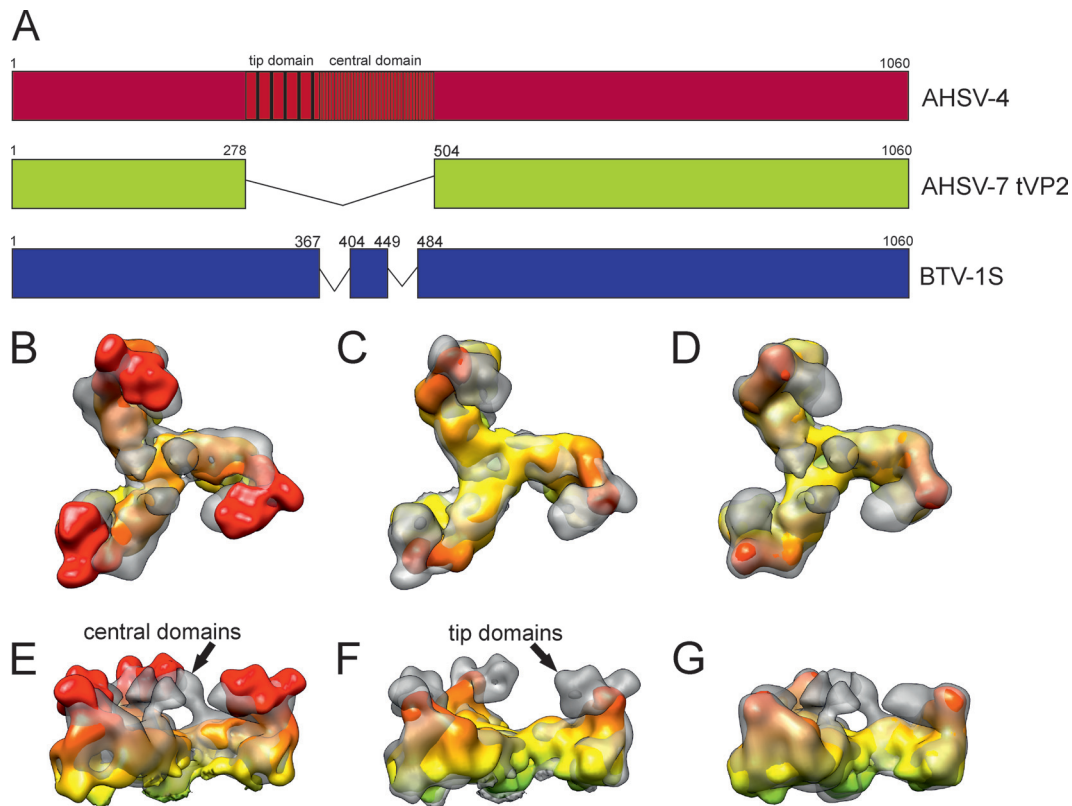 A
1 tip domain central domain 1060
AHSV-4
1 278 504 1060
AHSV-7 tVP2
1 367 404 449 484 1060
BTV-1S
B C D
central domains tip domains
E F G